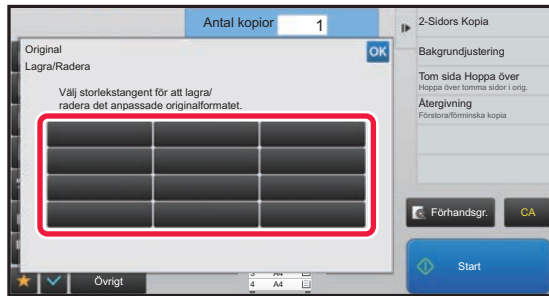 Antal kopior 1
Original
OK
Lagra/Radera
Välj storlekstangent för att lagra/
radera det anpassade originalformatet.
2-Sidors Kopia
Bakgrundjustering
Tom sida Hoppa över
Hoppa över tomma sidor i orig.
Återgivning
Förstora/förminska kopia
Förhandsgr.
CA
Start
Övrigt
3 A4
4 A4